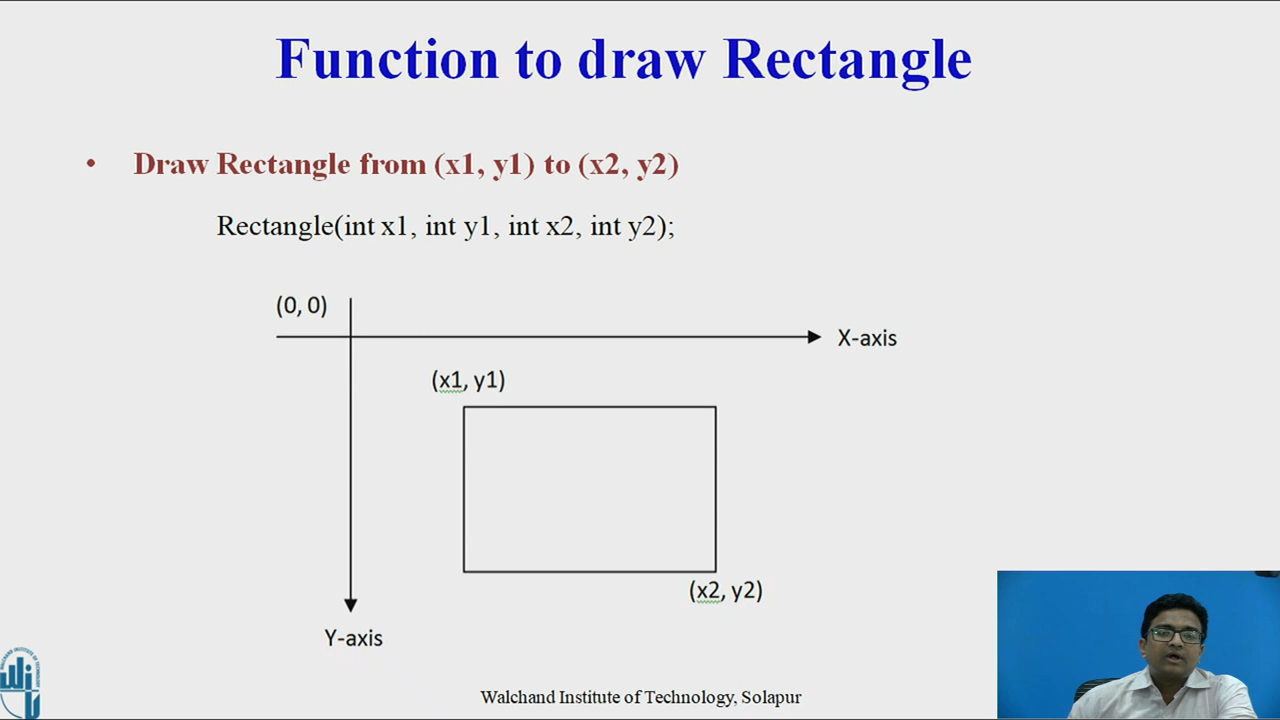 Function to draw Rectangle
• Draw Rectangle from (x1, y1) to (x2, y2)
Rectangle(int x1, int y1, int x2, int y2);
(0, 0)
X-axis
(x1, y1)
(x2, y2)
Y-axis
Walchand Institute of Technology, Solapur